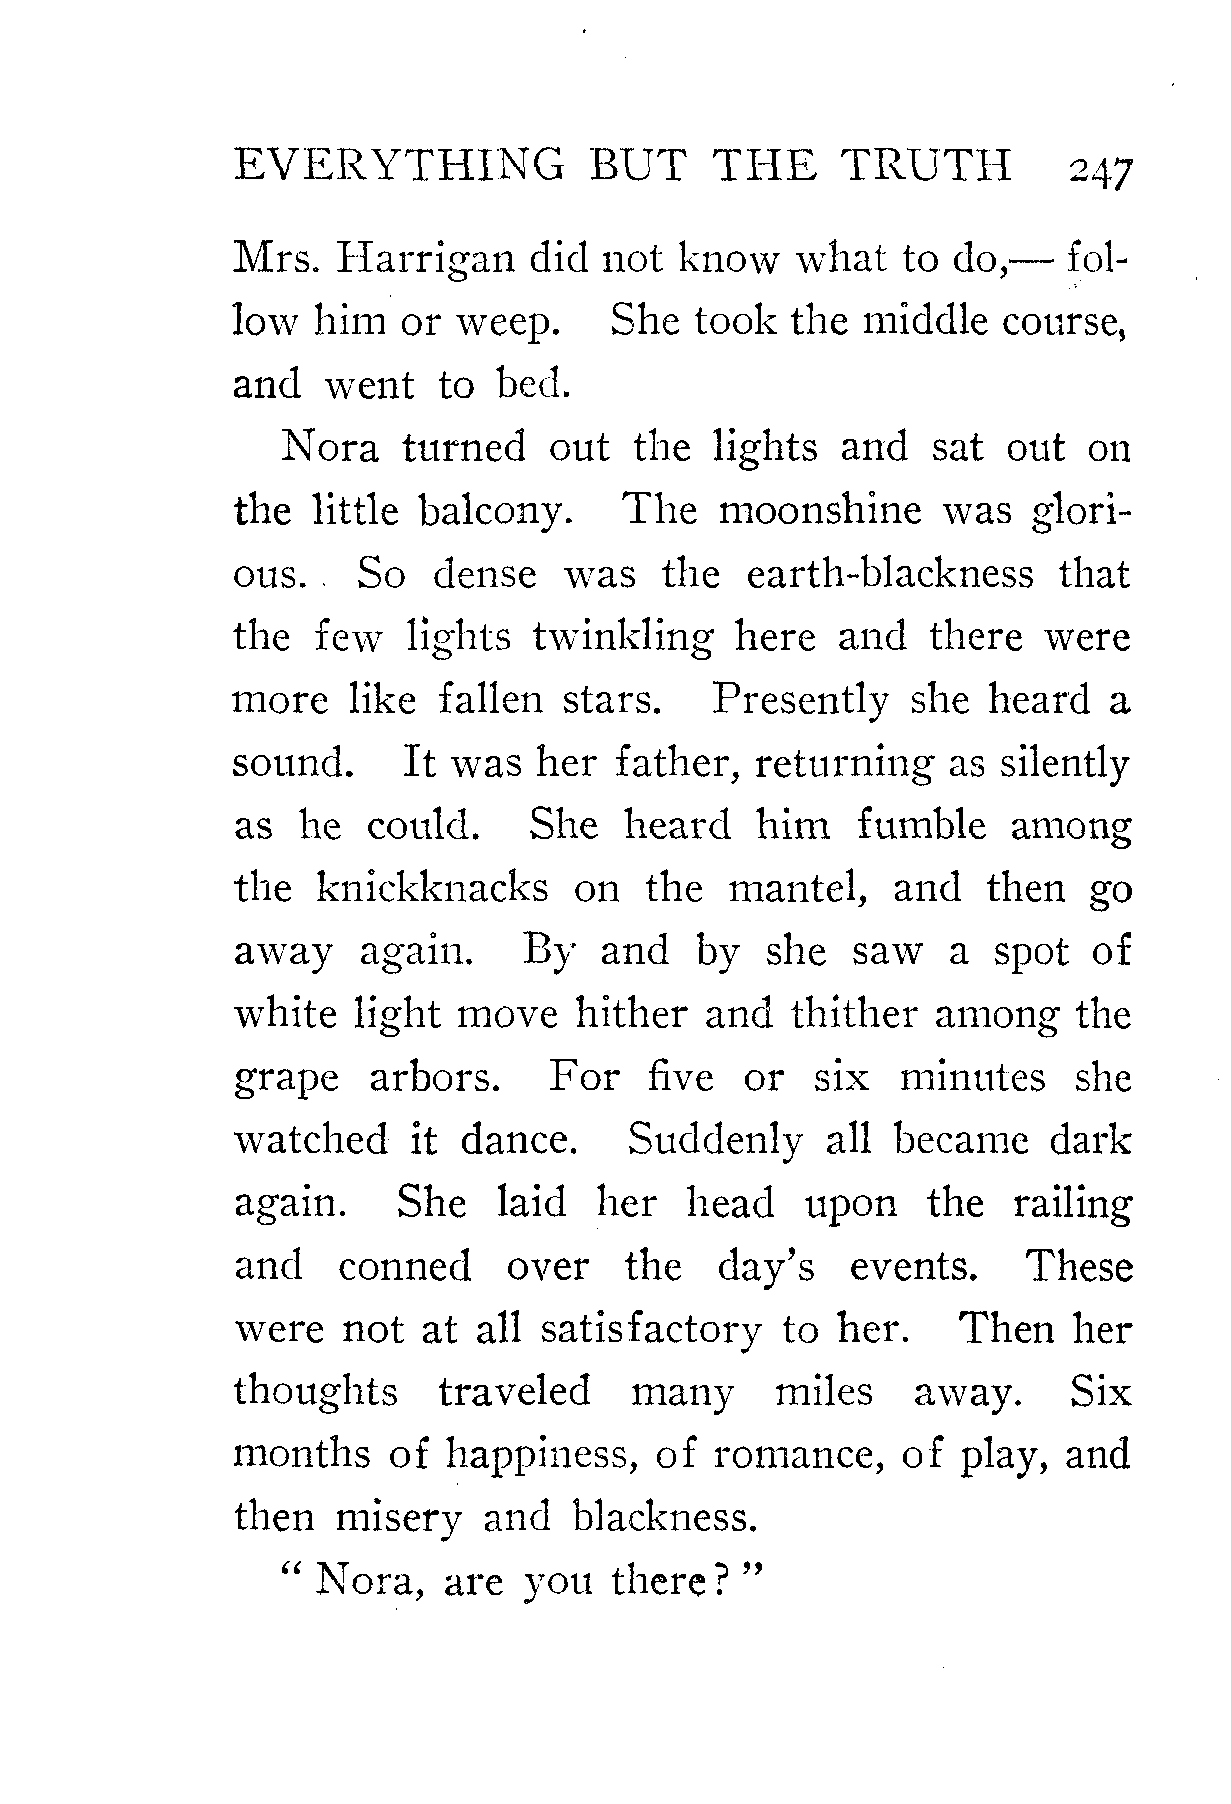 EVERYTHING BUT THE TRUTH 247
Mrs. Harrigan did not know what to do,— fol-
low him or weep. She took the middle course,
and went to bed.
Nora turned out the lights and sat out on
the little balcony. The moonshine was glori-
ous. So dense was the earth-blackness that
the few lights twinkling here and there were
more like fallen stars. Presently she heard a
sound. It was her father, returning as silently
as he could. She heard him fumble among
the knickknacks on the mantel, and then go
away again. By and by she saw a spot of
white light move hither and thither among the
grape arbors. For five or six minutes she
watched it dance. Suddenly all became dark
again. She laid her head upon the railing
and conned over the day's events. These
were not at all satisfactory to her. Then her
thoughts traveled many miles away. Six
months of happiness, of romance, of play, and
then misery and blackness.
" Nora, are you there? "